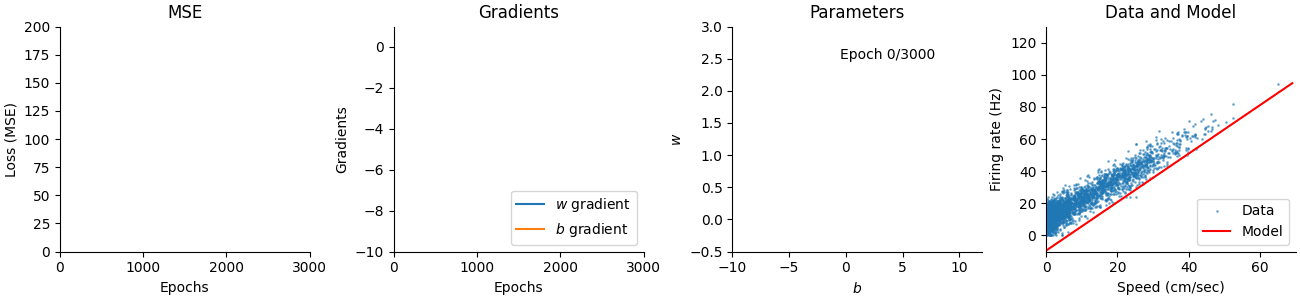 MSE
Loss (MSE)
200
175
150
125
100
75
50
25
0
0 1000 2000 3000
Epochs
Gradients
Gradients
0
−2
−4
−6
−8
−10
w gradient
b gradient
0 1000 2000 3000
Epochs
Parameters
w
3.0
2.5
2.0
1.5
1.0
0.5
0.0
−0.5
Epoch 0/3000
−10 −5 0 5 10
b
Data and Model
Firing rate (Hz)
120
100
80
60
40
20
0
Data
Model
0 20 40 60
Speed (cm/sec)